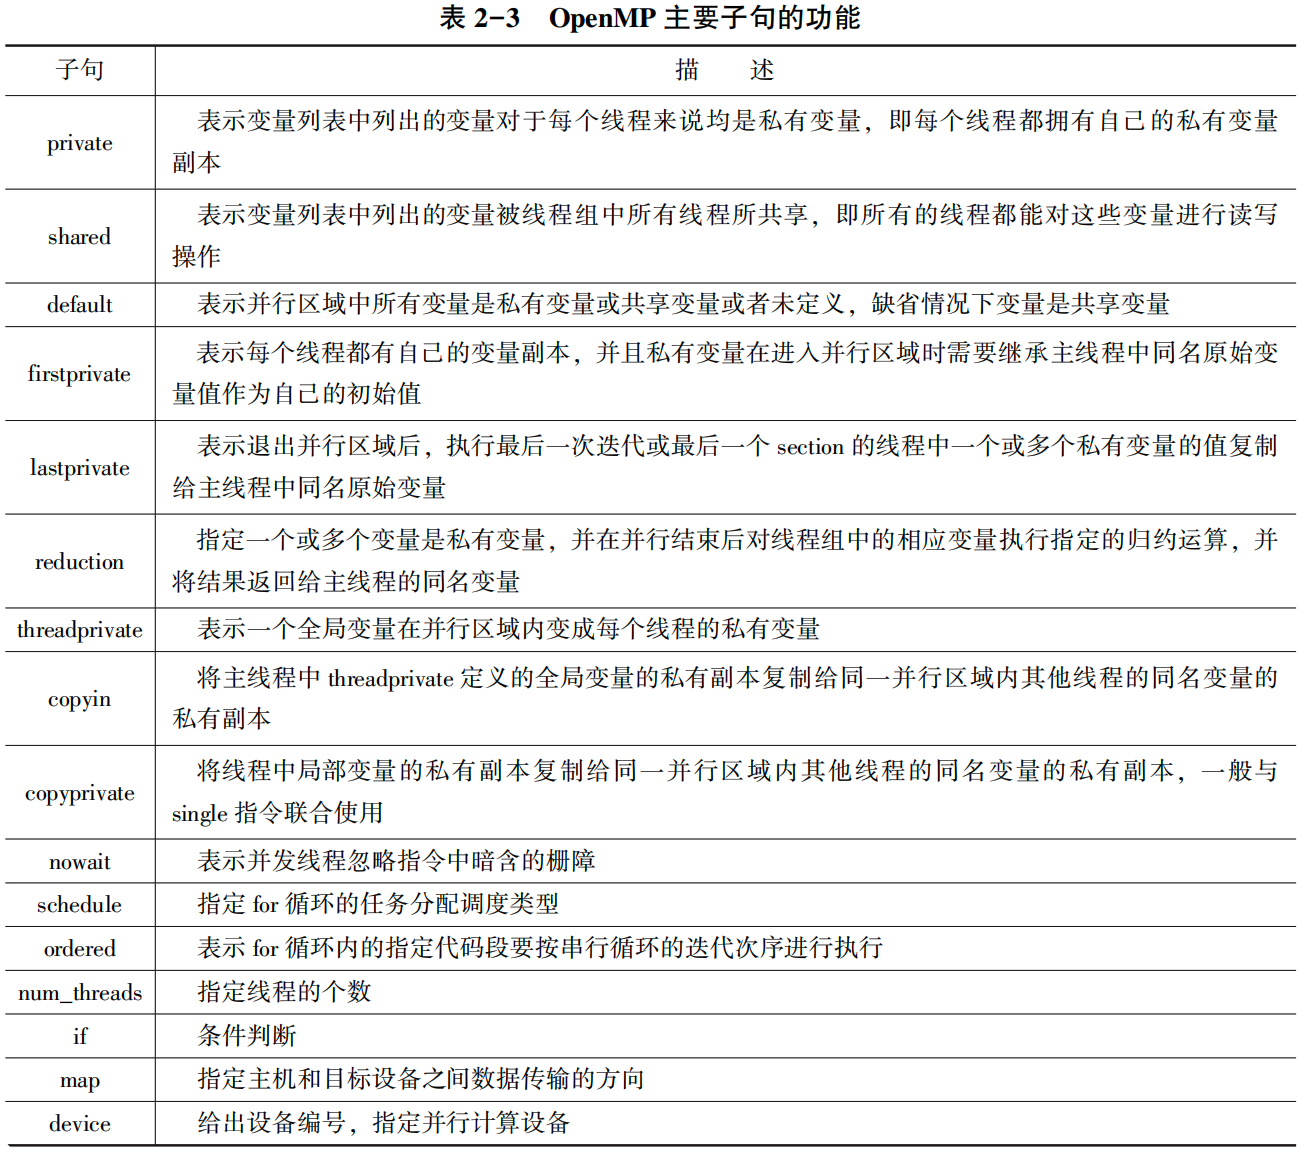 表 2-3 OpenMP 主要子句的功能
子句 描 述
private 表示变量列表中列出的变量对于每个线程来说均是私有变量，即每个线程都拥有自己的私有变量
副本
shared 表示变量列表中列出的变量被线程组中所有线程所共享，即所有的线程都能对这些变量进行读写
操作
default 表示并行区域中所有变量是私有变量或共享变量或者未定义，缺省情况下变量是共享变量
firstprivate 表示每个线程都有自己的变量副本，并且私有变量在进入并行区域时需要继承主线程中同名原始变
量值作为自己的初始值
lastprivate 表示退出并行区域后，执行最后一次迭代或最后一个 section 的线程中一个或多个私有变量的值复制
给主线程中同名原始变量
reduction 指定一个或多个变量是私有变量，并在并行结束后对线程组中的相应变量执行指定的归约运算，并
将结果返回给主线程的同名变量
threadprivate 表示一个全局变量在并行区域内变成每个线程的私有变量
copyin 将主线程中 threadprivate 定义的全局变量的私有副本复制给同一并行区域内其他线程的同名变量的
私有副本
copyprivate 将线程中局部变量的私有副本复制给同一并行区域内其他线程的同名变量的私有副本，一般与
single 指令联合使用
nowait 表示并发线程忽略指令中暗含的栅障
schedule 指定 for 循环的任务分配调度类型
ordered 表示 for 循环内的指定代码段要按串行循环的迭代次序进行执行
num_threads 指定线程的个数
if 条件判断
map 指定主机和目标设备之间数据传输的方向
device 给出设备编号，指定并行计算设备